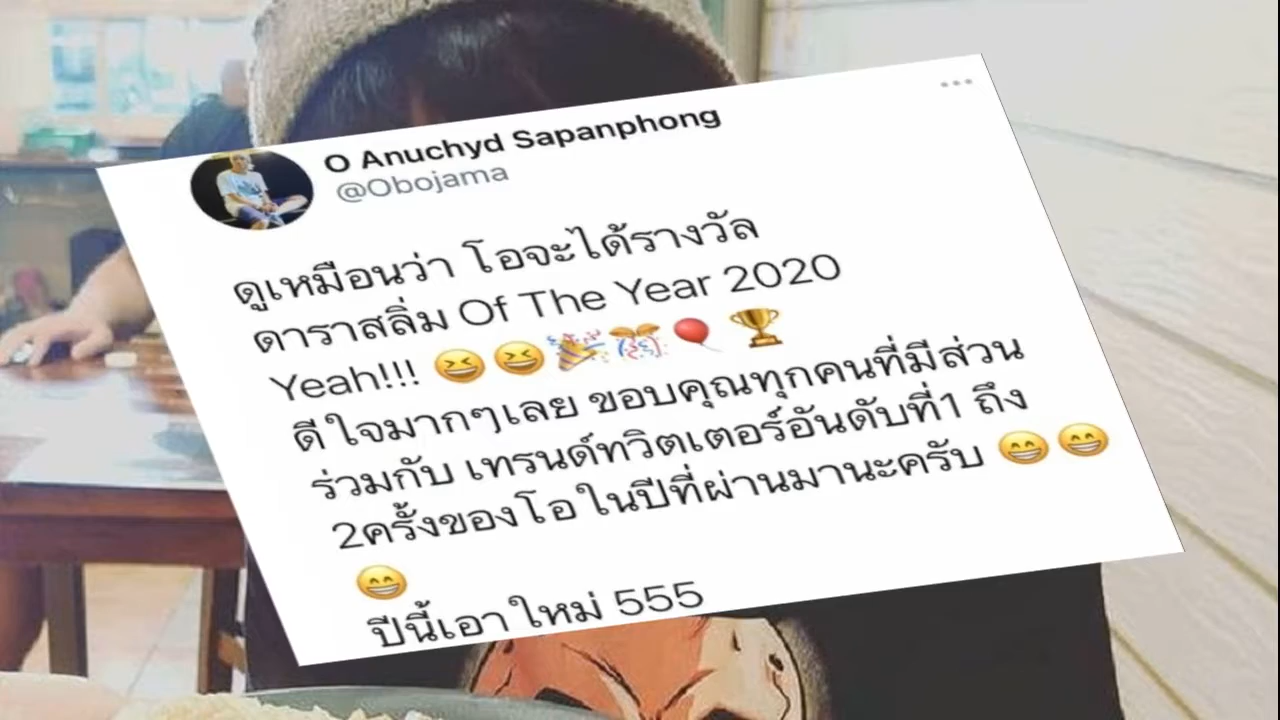 O Anuchyd Sapanphong
@Obojama
ดูเหมือนว่า โอจะได้รางวัล
ดาราสลิ่ม Of The Year 2020
Yeah!!! 😆😆🎉🎊🎈🏆
ดีใจมากๆเลย ขอบคุณทุกคนที่มีส่วน
ร่วมกับ เทรนด์ทวิตเตอร์อันดับที่1 ถึง
2ครั้งของโอ ในปีที่ผ่านมานะครับ 😁😁
😁
ปีนี้เอาใหม่ 555